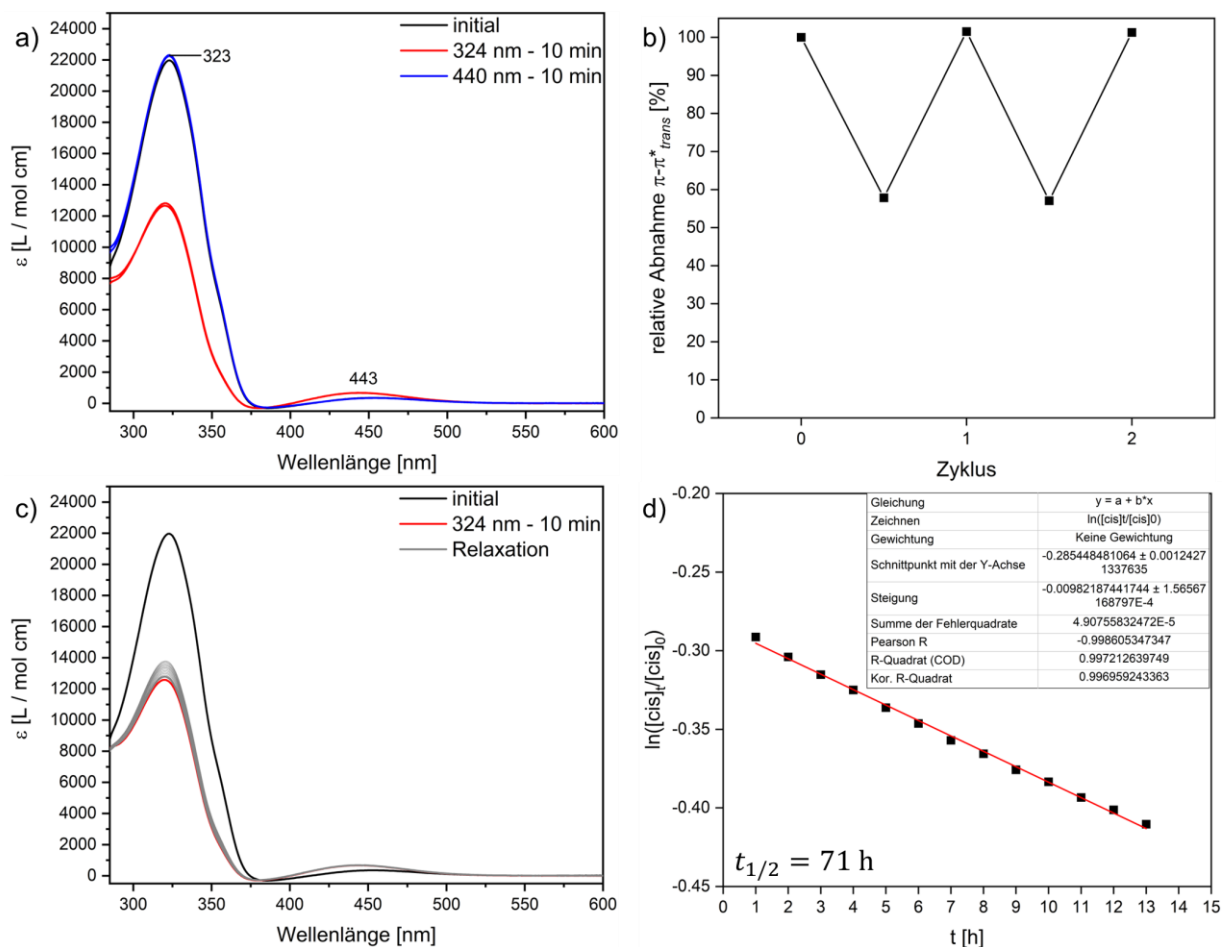 a)
initial
324 nm - 10 min
440 nm - 10 min
323
443
24000
22000
20000
18000
16000
14000
12000
10000
8000
6000
4000
2000
0
ε [L / mol cm]
300 350 400 450 500 550 600
Wellenlänge [nm]
b)
100
90
80
70
60
50
40
30
20
10
0
relative Abnahme π-π*trans [%]
0 1 2
Zyklus
c)
initial
324 nm - 10 min
Relaxation
24000
22000
20000
18000
16000
14000
12000
10000
8000
6000
4000
2000
0
ε [L / mol cm]
300 350 400 450 500 550 600
Wellenlänge [nm]
d)
Gleichung y = a + b*x
Zeichnen ln([cis]t/[cis]0)
Gewichtung Keine Gewichtung
Schnittpunkt mit der Y-Achse -0.285448481064 ± 0.0012427
1337635
Steigung -0.00982187441744 ± 1.56567
168797E-4
Summe der Fehlerquadrate 4.90755832472E-5
Pearson R -0.998605347347
R-Quadrat (COD) 0.997212639749
Kor. R-Quadrat 0.996959243363
-0.20
-0.25
-0.30
-0.35
-0.40
-0.45
ln([cis]t/[cis]0)
t1/2 = 71 h
0 1 2 3 4 5 6 7 8 9 10 11 12 13 14 15
t [h]